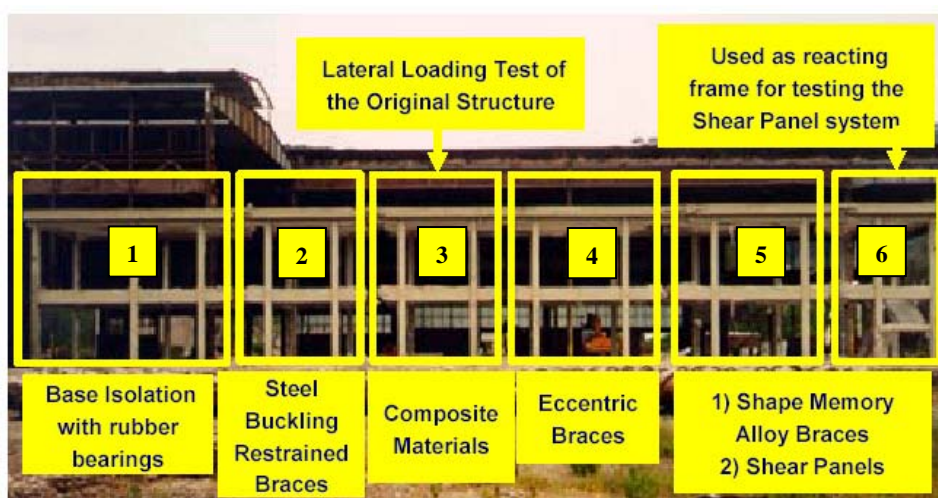 Lateral Loading Test of
the Original Structure
Used as reacting
frame for testing the
Shear Panel system
1
2
3
4
5
6
Base Isolation
with rubber
bearings
Steel
Buckling
Restrained
Braces
Composite
Materials
Eccentric
Braces
1) Shape Memory
Alloy Braces
2) Shear Panels